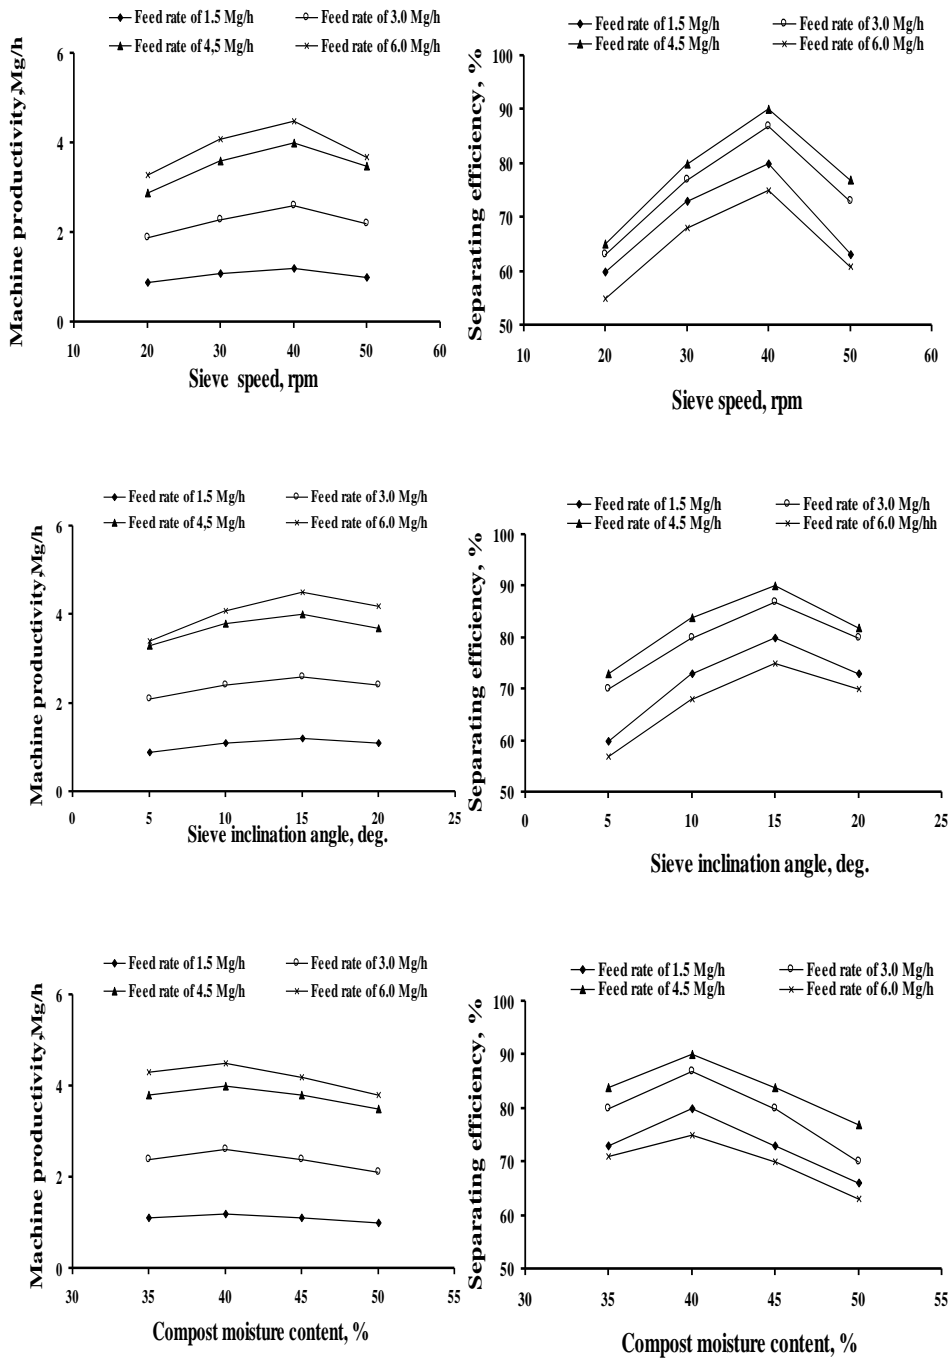 Feed rate of 1.5 Mg/h Feed rate of 3.0 Mg/h
Feed rate of 4,5 Mg/h Feed rate of 6.0 Mg/h
Machine productivity,Mg/h
6
4
2
0
10 20 30 40 50 60
Sieve speed, rpm
Feed rate of 1.5 Mg/h Feed rate of 3.0 Mg/h
Feed rate of 4.5 Mg/h Feed rate of 6.0 Mg/h
Separating efficiency, %
100
90
80
70
60
50
10 20 30 40 50 60
Sieve speed, rpm
Feed rate of 1.5 Mg/h Feed rate of 3.0 Mg/h
Feed rate of 4,5 Mg/h Feed rate of 6.0 Mg/h
Machine productivity,Mg/h
6
4
2
0
0 5 10 15 20 25
Sieve inclination angle, deg.
Feed rate of 1.5 Mg/h Feed rate of 3.0 Mg/h
Feed rate of 4.5 Mg/h Feed rate of 6.0 Mg/hh
Separating efficiency, %
100
90
80
70
60
50
0 5 10 15 20 25
Sieve inclination angle, deg.
Feed rate of 1.5 Mg/h Feed rate of 3.0 Mg/h
Feed rate of 4.5 Mg/h Feed rate of 6.0 Mg/h
Machine productivity,Mg/h
6
4
2
0
30 35 40 45 50 55
Compost moisture content, %
Feed rate of 1.5 Mg/h Feed rate of 3.0 Mg/h
Feed rate of 4.5 Mg/h Feed rate of 6.0 Mg/h
Separating efficiency, %
100
90
80
70
60
50
30 35 40 45 50 55
Compost moisture content, %